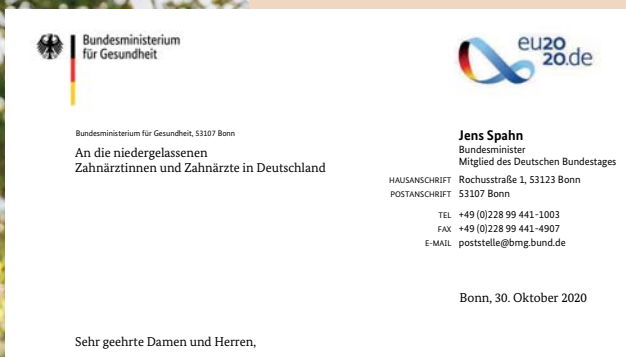 Bundesministerium
für Gesundheit
eu20
20.de
Bundesministerium für Gesundheit, 53107 Bonn
An die niedergelassenen
Zahnärztinnen und Zahnärzte in Deutschland
Jens Spahn
Bundesminister
Mitglied des Deutschen Bundestages
HAUSANSCHRIFT Rochusstraße 1, 53123 Bonn
POSTANSCHRIFT 53107 Bonn
TEL +49 (0)228 99 441-1003
FAX +49 (0)228 99 441-4907
E-MAIL poststelle@bmg.bund.de
Bonn, 30. Oktober 2020
Sehr geehrte Damen und Herren,